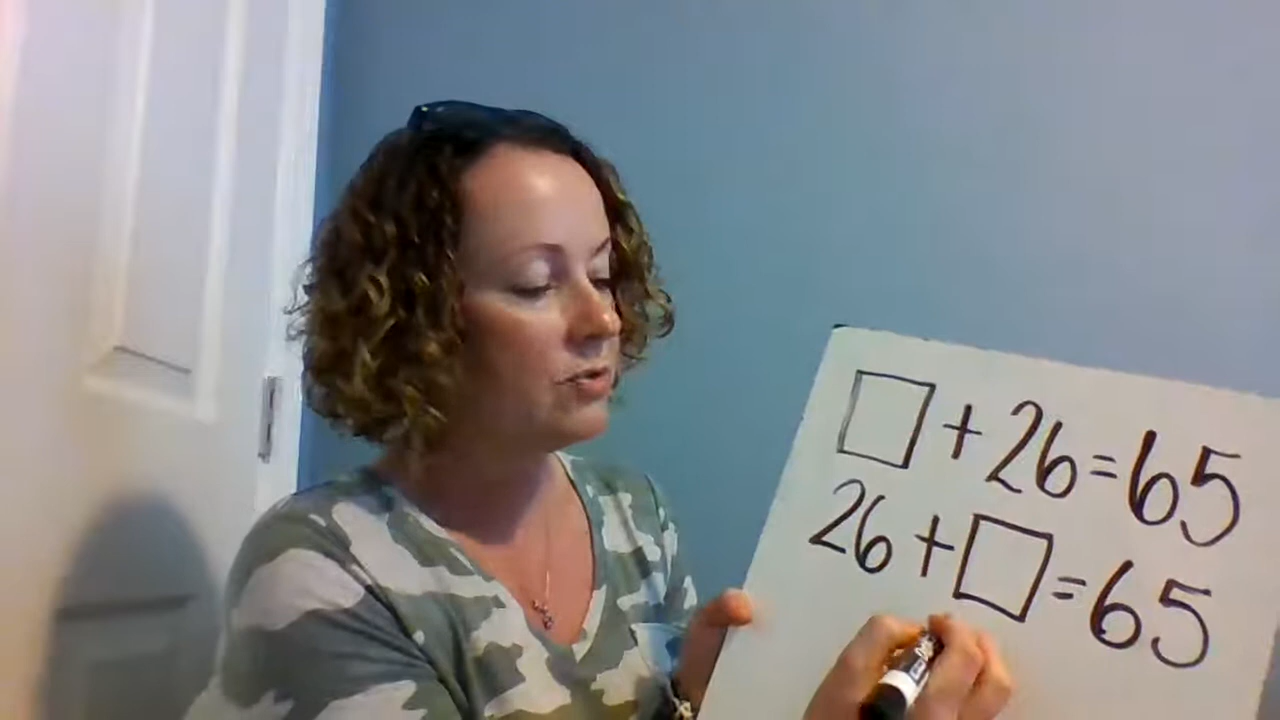 □ + 26 = 65
26 + □ = 65